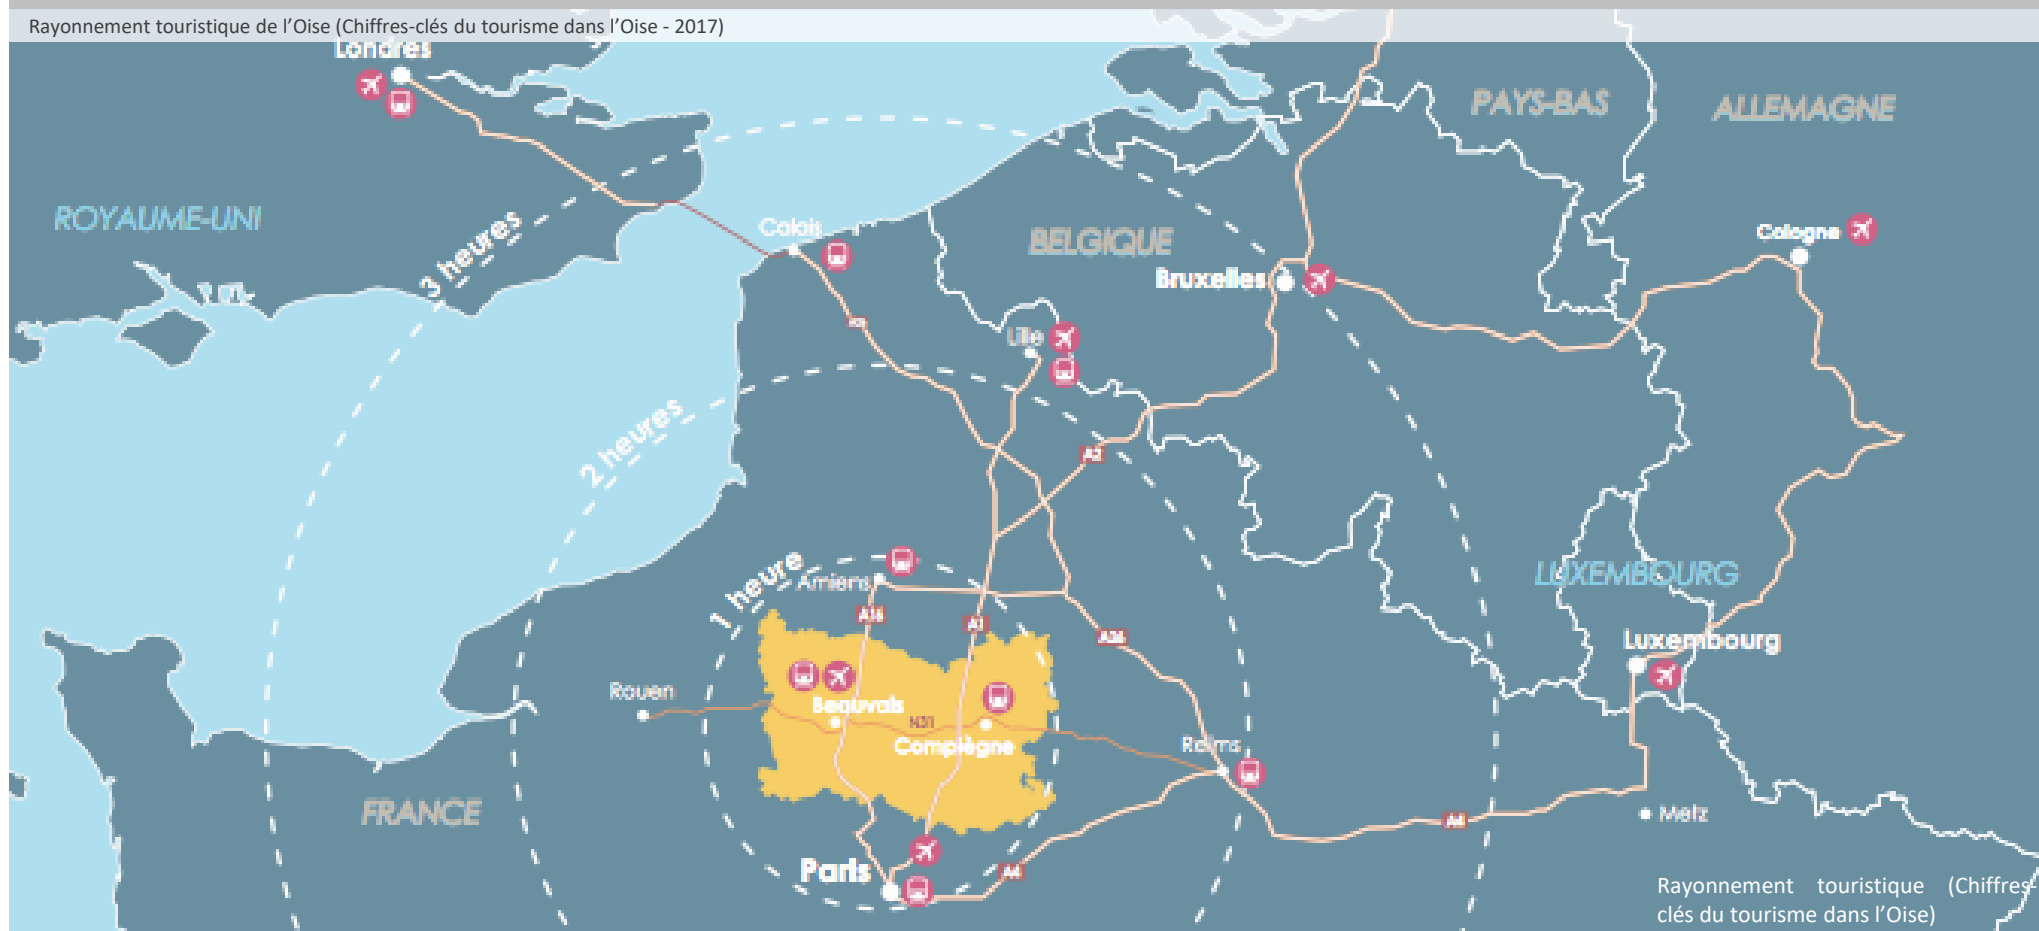 Rayonnement touristique de l’Oise (Chiffres-clés du tourisme dans l’Oise - 2017)
Londres
PAYS-BAS
ALLEMAGNE
ROYAUME-UNI
3 heures
Calais
BELGIQUE
Cologne
Bruxelles
Lille
2 heures
A2
1 heure
Amiens
LUXEMBOURG
A16
A1
A26
Luxembourg
Rouen
Beauvais
N31
Compiègne
Reims
FRANCE
A4
Metz
Paris
A4
Rayonnement touristique (Chiffres-
clés du tourisme dans l’Oise)